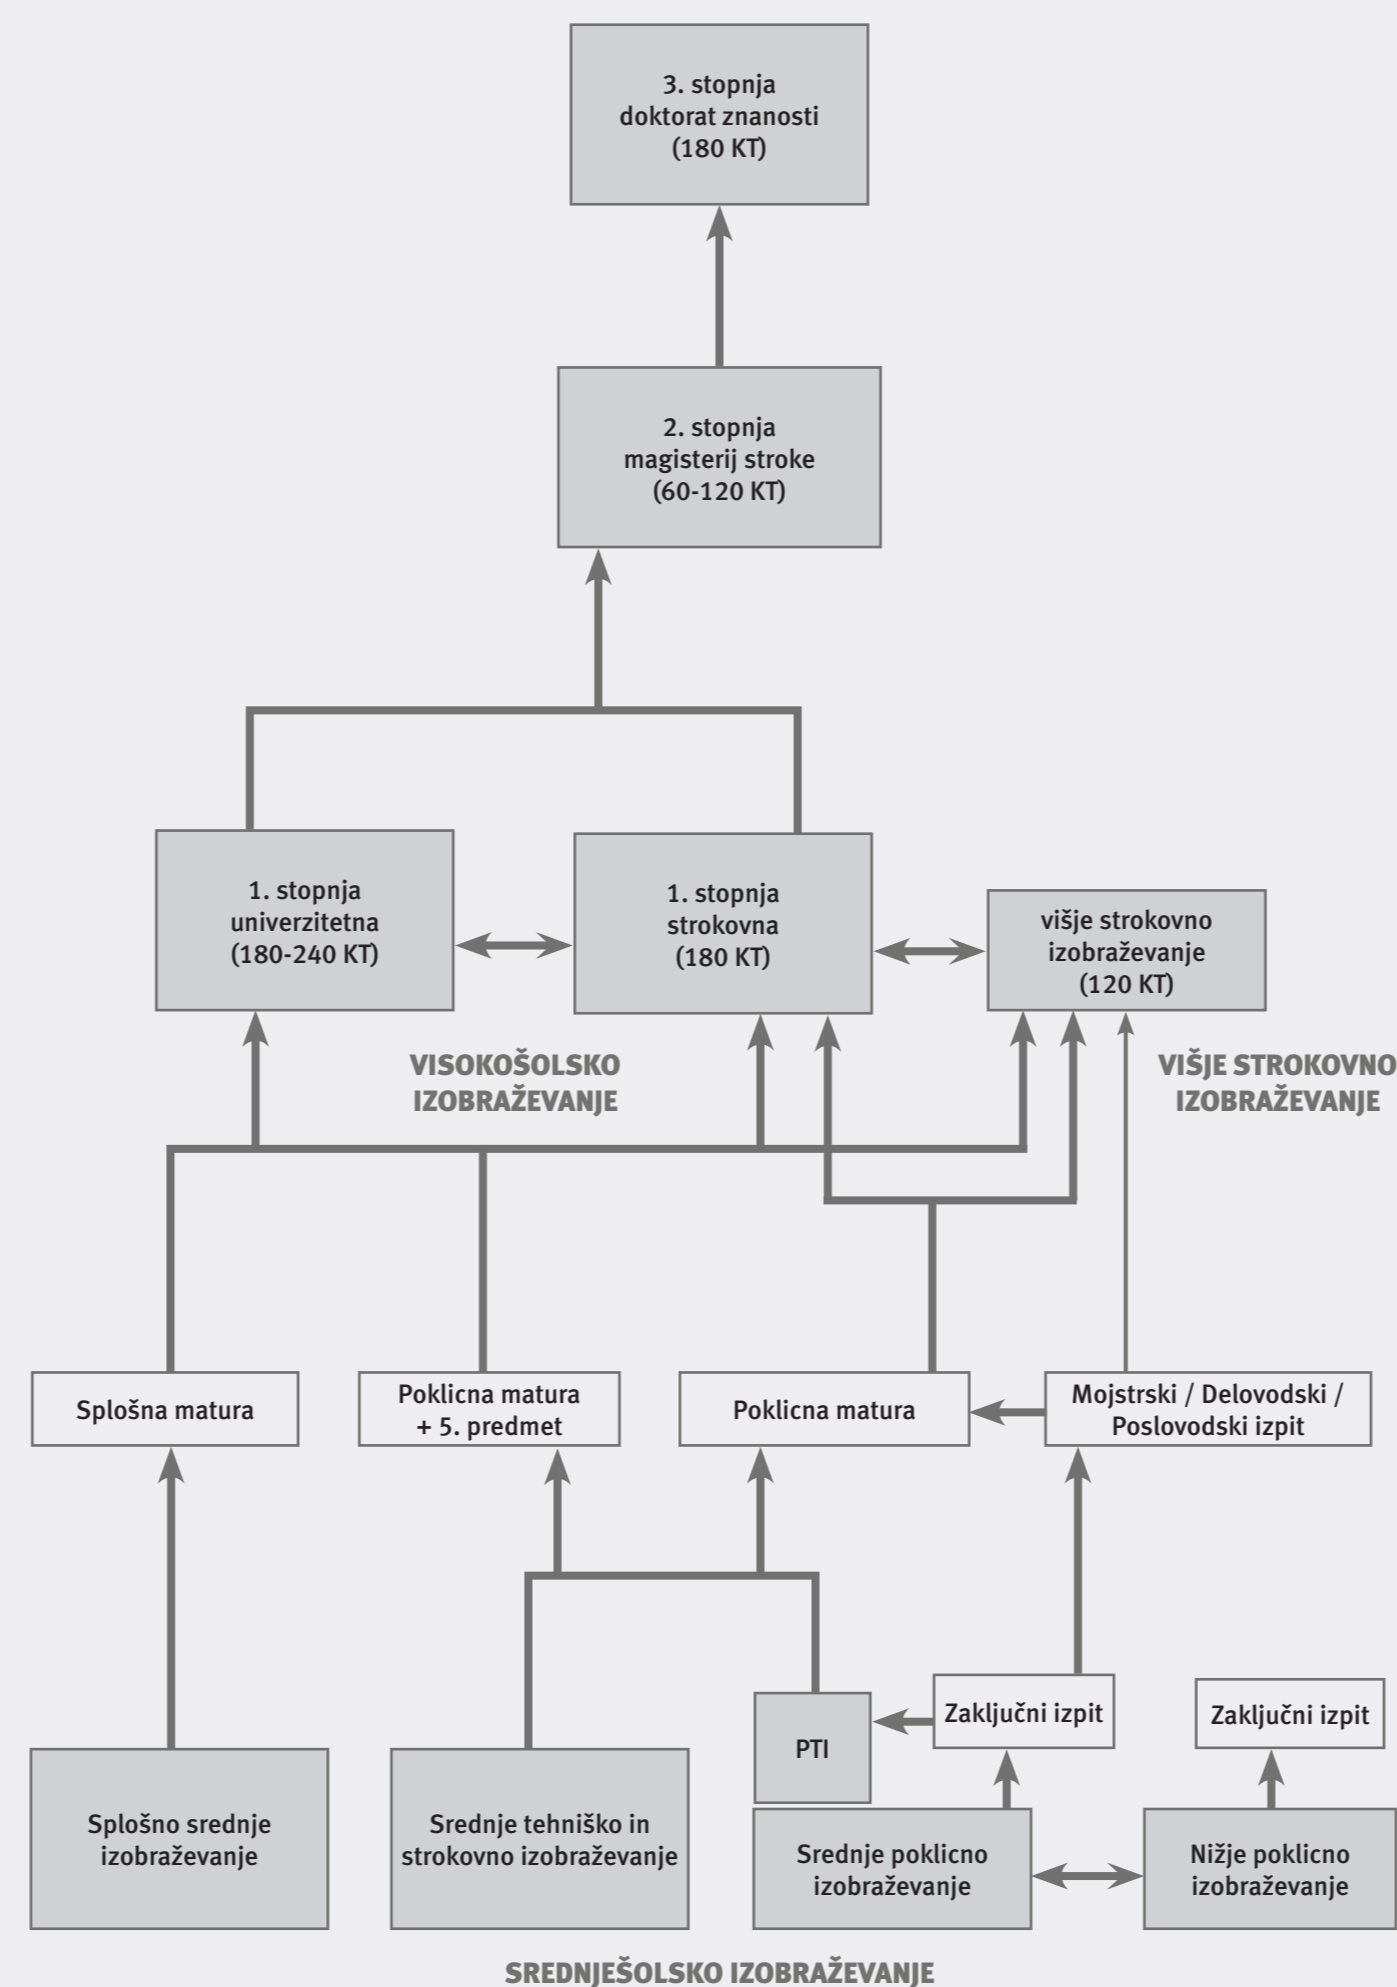 3. stopnja
doktorat znanosti
(180 KT)
2. stopnja
magisterij stroke
(60-120 KT)
1. stopnja
univerzitetna
(180-240 KT)
1. stopnja
strokovna
(180 KT)
višje strokovno
izobraževanje
(120 KT)
VISOKOŠOLSKO
IZOBRAŽEVANJE
VIŠJE STROKOVNO
IZOBRAŽEVANJE
Splošna matura
Poklicna matura
+ 5. predmet
Poklicna matura
Mojstrski / Delovodski /
Poslovodski izpit
Zaključni izpit
Zaključni izpit
PTI
Splošno srednje
izobraževanje
Srednje tehniško in
strokovno izobraževanje
Srednje poklicno
izobraževanje
Nižje poklicno
izobraževanje
SREDNJEŠOLSKO IZOBRAŽEVANJE